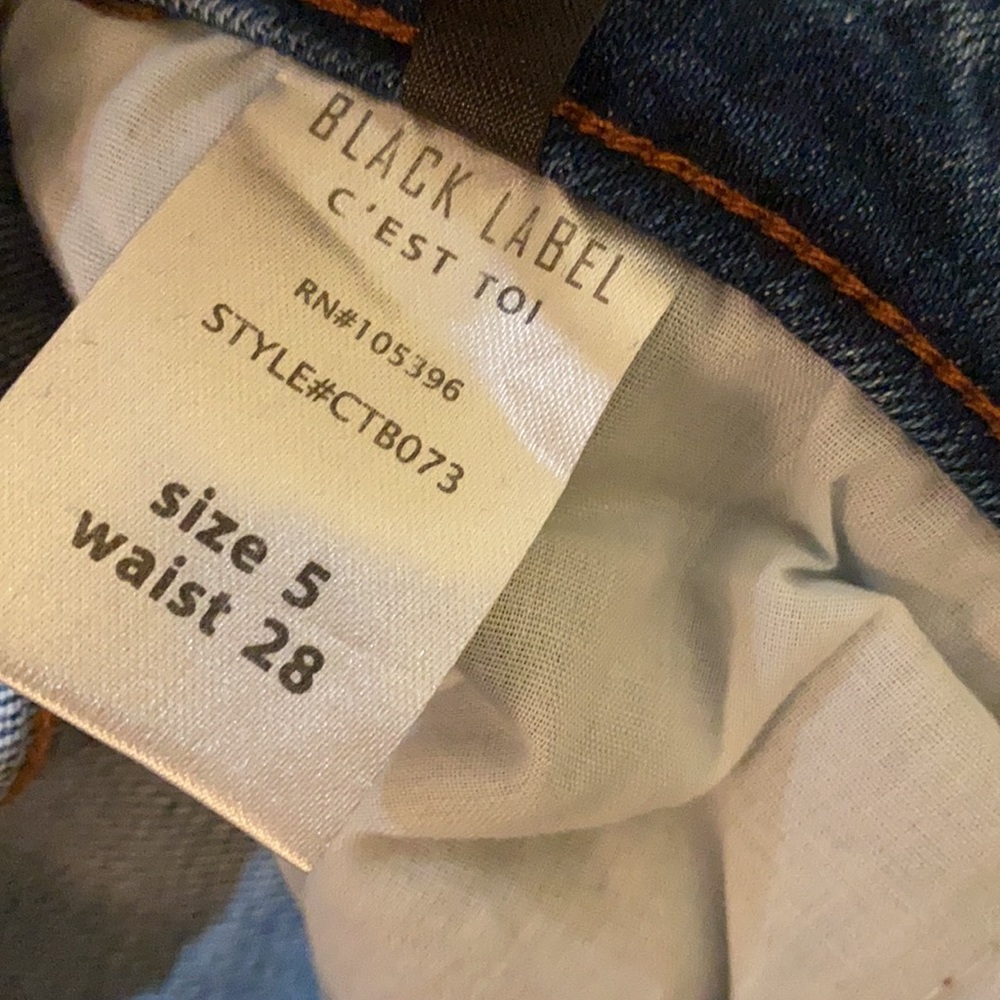 BLACK LABEL
C'EST TOI
RN#105396
STYLE#CTB073
size 5
waist 28